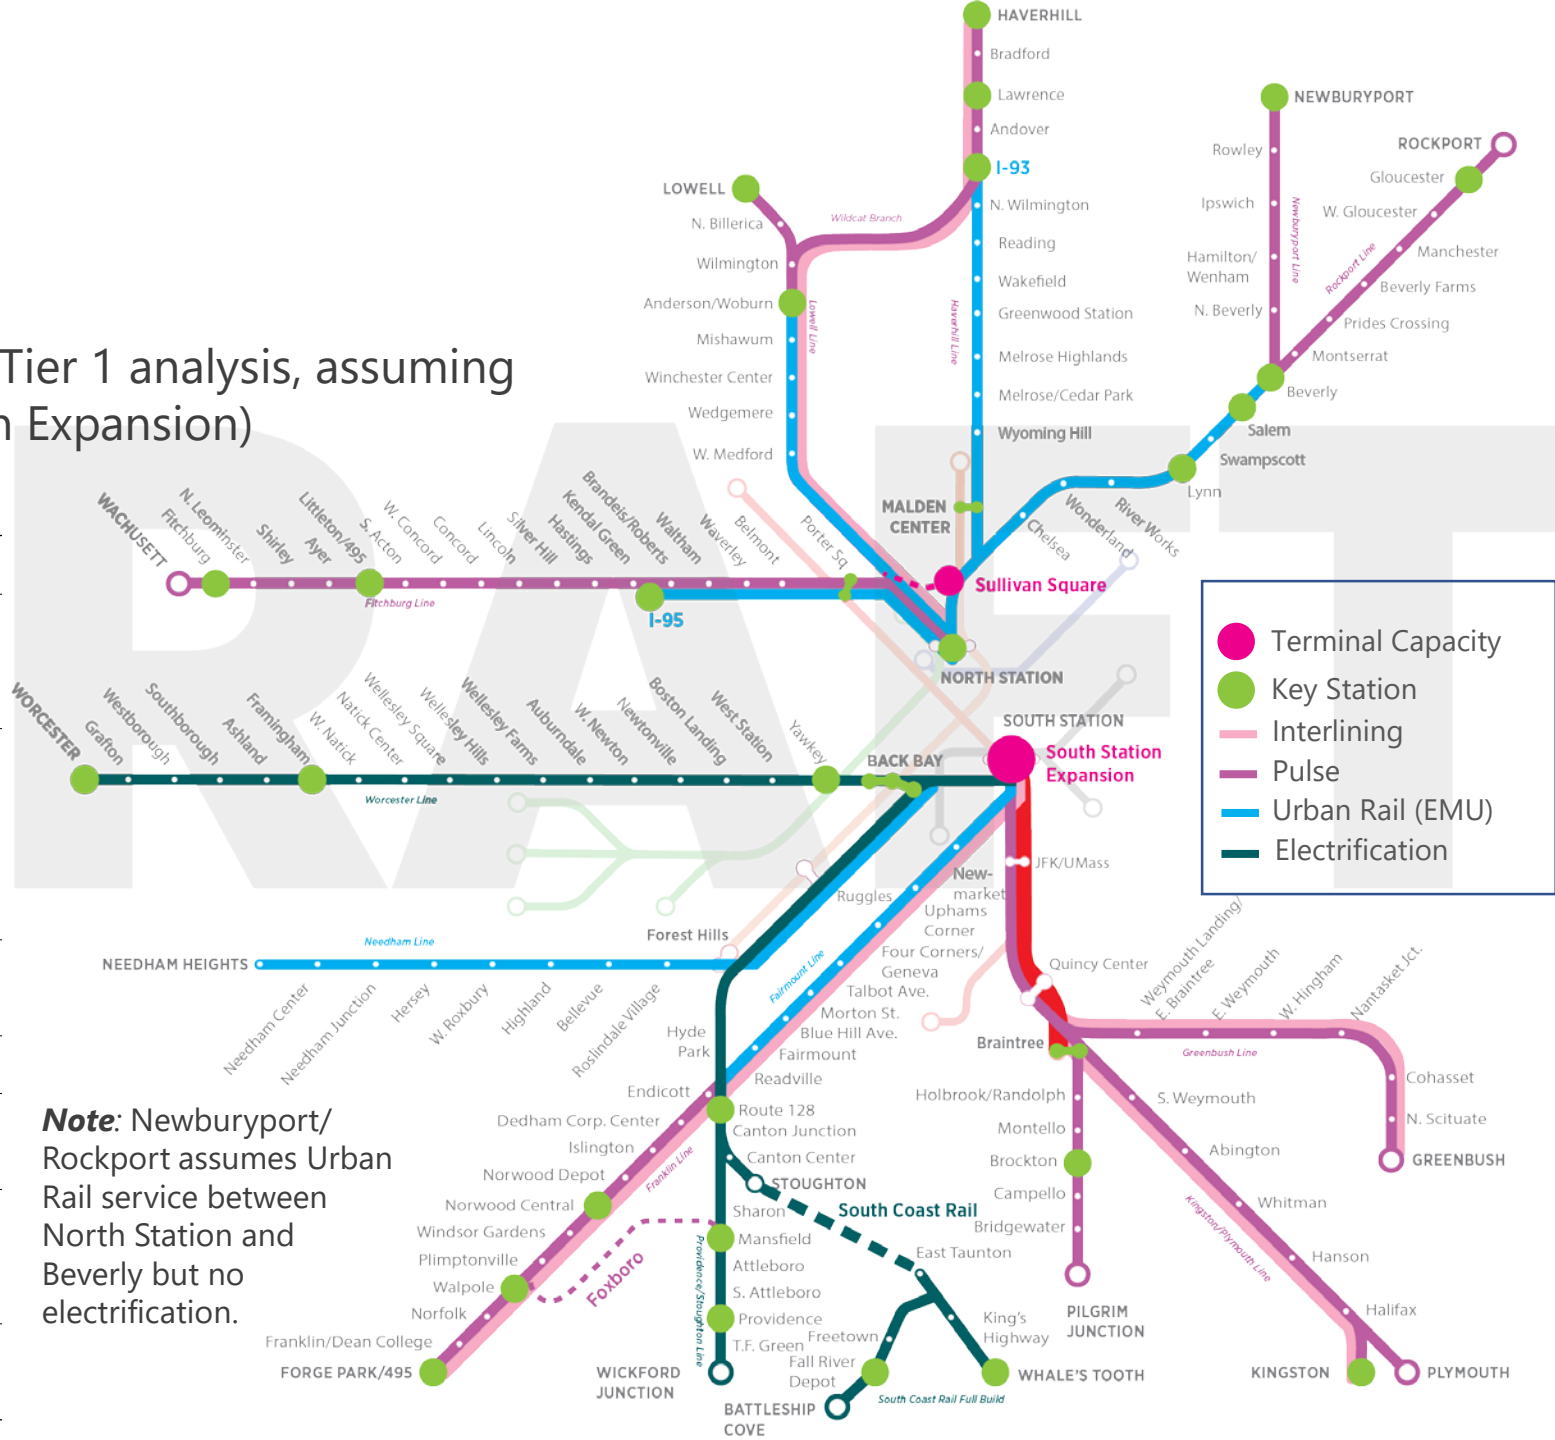 HAVERHILL
Bradford
Lawrence
Andover
I-93
N. Wilmington
Reading
Wakefield
Greenwood Station
Melrose Highlands
Melrose/Cedar Park
Wyoming Hill
MALDEN
CENTER
Haverhill Line
Wildcat Branch
LOWELL
N. Billerica
Wilmington
Anderson/Woburn
Mishawum
Winchester Center
Wedgemere
W. Medford
Lowell Line
NEWBURYPORT
Rowley
Ipswich
Hamilton/
Wenham
N. Beverly
Newburyport Line
ROCKPORT
Gloucester
W. Gloucester
Manchester
Beverly Farms
Prides Crossing
Montserrat
Rockport Line
Beverly
Salem
Swampscott
Lynn
River Works
Wonderland
Chelsea
Tier 1 analysis, assuming
n Expansion)
RAFT
WACHUSETT
Fitchburg
N. Leominster
Shirley
Ayer
Littleton/495
S. Acton
W. Concord
Concord
Lincoln
Silver Hill
Hastings
Kendal Green
Brandeis/Roberts
Waltham
Waverley
Belmont
Porter Sq
Fitchburg Line
I-95
Sullivan Square
NORTH STATION
Terminal Capacity
Key Station
Interlining
Pulse
Urban Rail (EMU)
Electrification
WORCESTER
Grafton
Westborough
Southborough
Ashland
Framingham
W. Natick
Natick Center
Wellesley Square
Wellesley Hills
Wellesley Farms
Auburndale
W. Newton
Newtonville
Boston Landing
West Station
Yawkey
BACK BAY
Worcester Line
SOUTH STATION
South Station
Expansion
JFK/UMass
Quincy Center
Braintree
Ruggles
Forest Hills
NEEDHAM HEIGHTS
Needham Line
Needham Center
Needham Junction
Hersey
W. Roxbury
Highland
Bellevue
Roslindale Village
New-
market
Uphams
Corner
Four Corners/
Geneva
Talbot Ave.
Morton St.
Blue Hill Ave.
Fairmount
Readville
Fairmount Line
Hyde
Park
Route 128
Canton Junction
Canton Center
STOUGHTON
Sharon
Mansfield
Attleboro
S. Attleboro
Providence
T.F. Green
WICKFORD
JUNCTION
Providence/Stoughton Line
Endicott
Dedham Corp. Center
Islington
Norwood Depot
Norwood Central
Windsor Gardens
Plimptonville
Walpole
Norfolk
Franklin/Dean College
FORGE PARK/495
Franklin Line
Foxboro
South Coast Rail
East Taunton
King's
Highway
WHALE'S TOOTH
Freetown
Fall River
Depot
BATTLESHIP
COVE
South Coast Rail Full Build
Holbrook/Randolph
Montello
Brockton
Campello
Bridgewater
PILGRIM
JUNCTION
Weymouth Landing/
E. Braintree
E. Weymouth
W. Hingham
Nantasket Jct.
Greenbush Line
Cohasset
N. Scituate
GREENBUSH
S. Weymouth
Abington
Whitman
Hanson
Halifax
Kingston/Plymouth Line
KINGSTON
PLYMOUTH
Note: Newburyport/
Rockport assumes Urban
Rail service between
North Station and
Beverly but no
electrification.